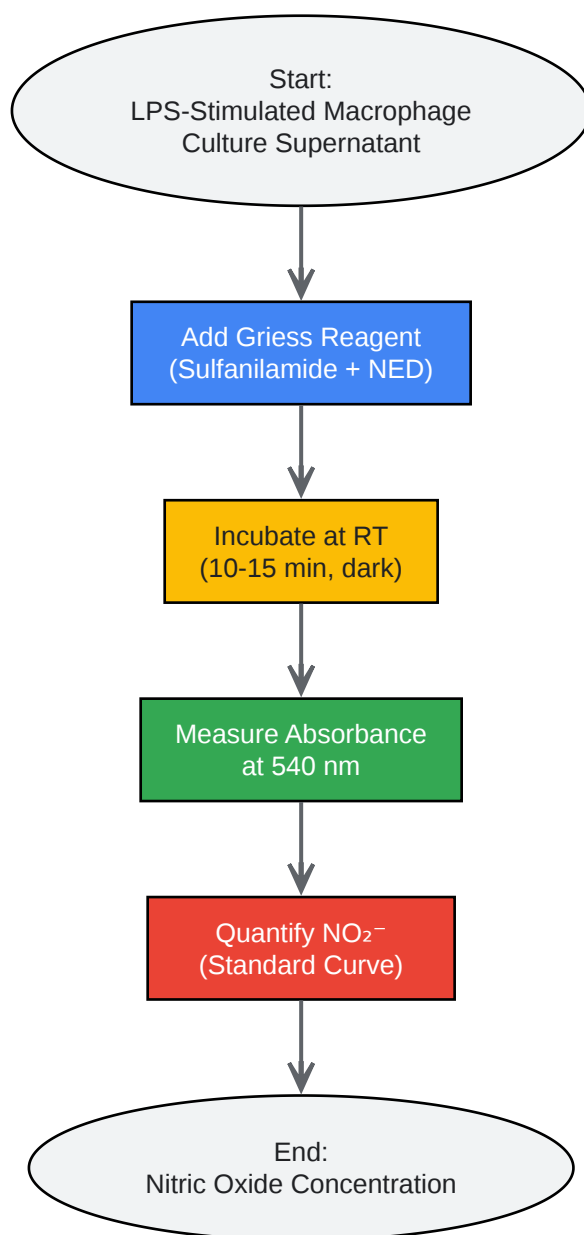 Start:
LPS-Stimulated Macrophage
Culture Supernatant
Add Griess Reagent
(Sulfanilamide + NED)
Incubate at RT
(10-15 min, dark)
Measure Absorbance
at 540 nm
Quantify NO₂⁻
(Standard Curve)
End:
Nitric Oxide Concentration